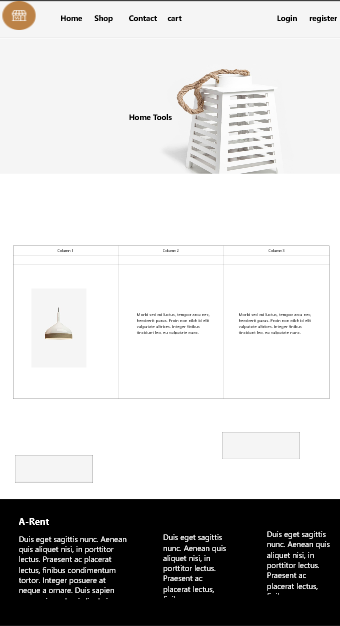 Home Shop Contact cart Login register
Home Tools
Column 1 Column 2 Column 3
Morbi sed mi luctus, tempor arcu nec,
hendrerit purus. Proin non nibh id elit
vulputate ultrices. Integer finibus
tincidunt leo, eu vulputate nunc.
Morbi sed mi luctus, tempor arcu nec,
hendrerit purus. Proin non nibh id elit
vulputate ultrices. Integer finibus
tincidunt leo, eu vulputate nunc.
A-Rent
Duis eget sagittis nunc. Aenean
quis aliquet nisi, in porttitor
lectus. Praesent ac placerat
lectus, finibus condimentum
tortor. Integer posuere at
neque a ornare. Duis sapien
Duis eget sagittis
nunc. Aenean quis
aliquet nisi, in
porttitor lectus.
Praesent ac
placerat lectus,
Duis eget sagittis
nunc. Aenean quis
aliquet nisi, in
porttitor lectus.
Praesent ac
placerat lectus,